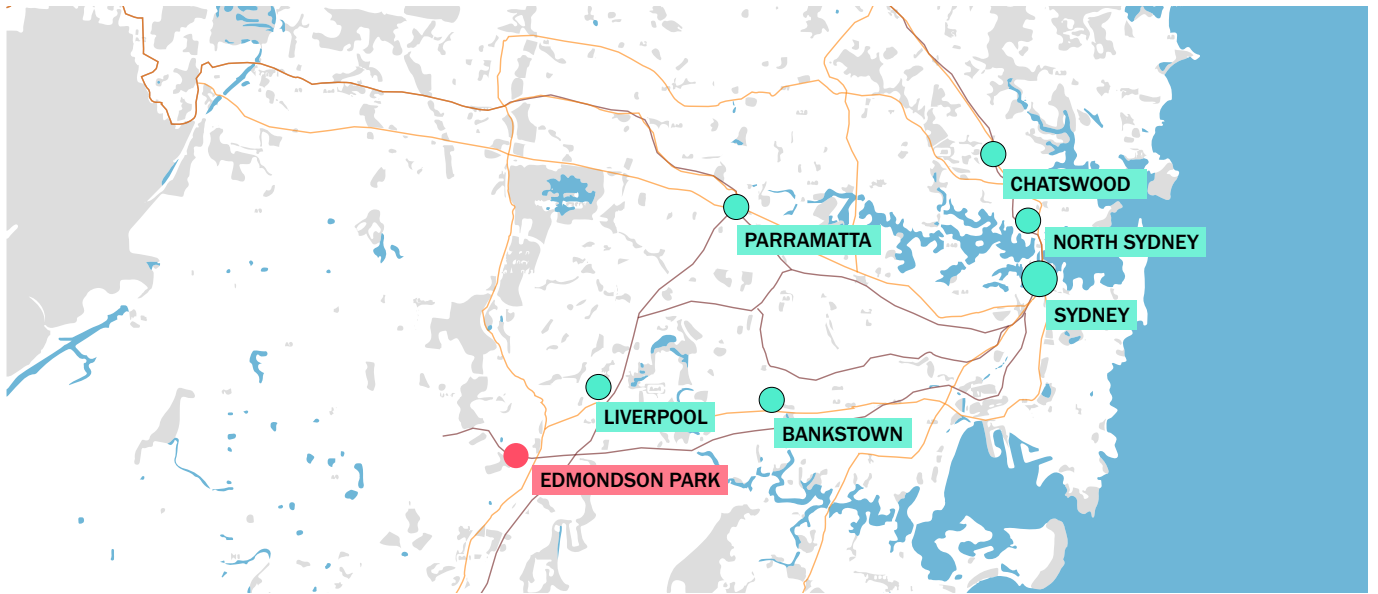 CHATSWOOD
PARRAMATTA
NORTH SYDNEY
SYDNEY
LIVERPOOL
BANKSTOWN
EDMONDSON PARK